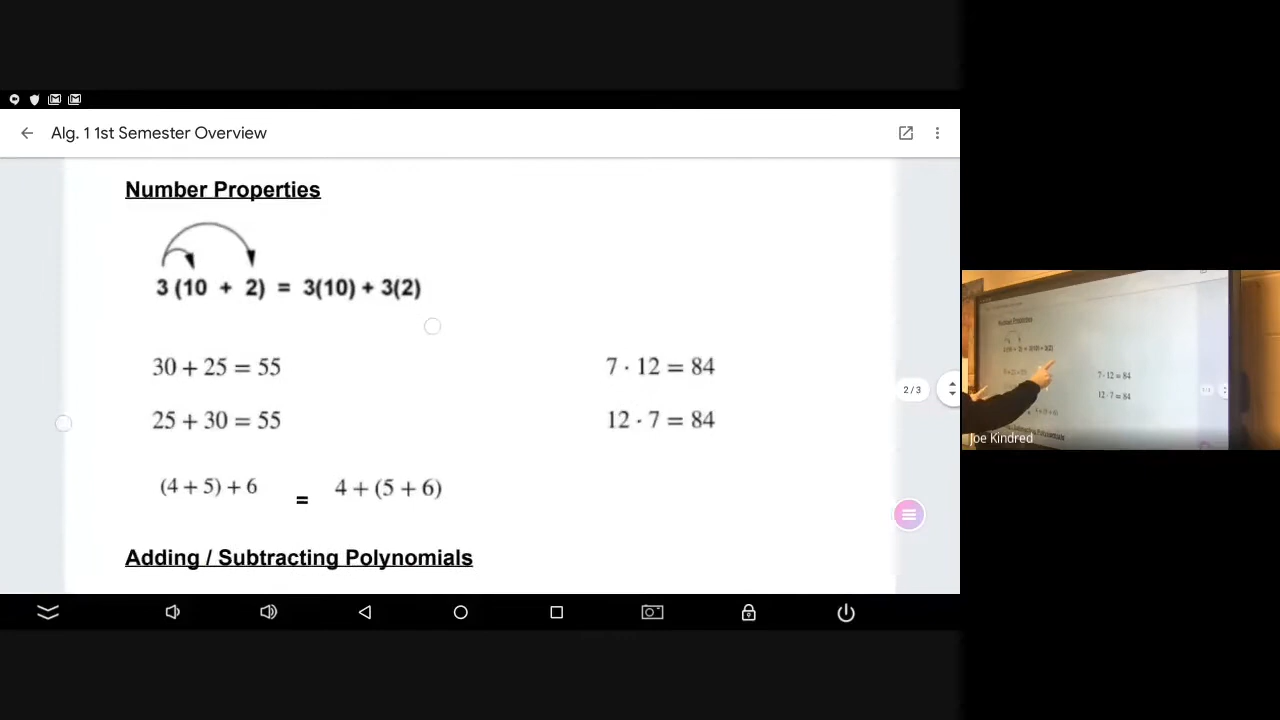 Alg. 1 1st Semester Overview
Number Properties
3 (10 + 2) = 3(10) + 3(2)
30 + 25 = 55
7 · 12 = 84
25 + 30 = 55
12 · 7 = 84
(4 + 5) + 6 = 4 + (5 + 6)
Adding / Subtracting Polynomials
2 / 3
Number Properties
7 · 12 = 84
12 · 7 = 84
Joe Kindred